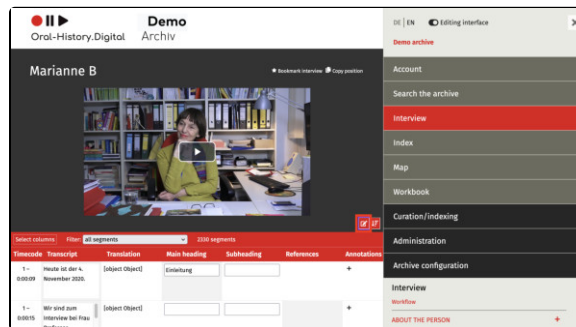 Oral-History.Digital
Demo
Archiv
DE | EN
Editing interface
Demo archive
Marianne B
★ Bookmark interview
Copy position
Account
Search the archive
Interview
Index
Map
Workbook
Curation/indexing
Administration
Archive configuration
Interview
Workflow
ABOUT THE PERSON +
Select columns Filter: all segments 2330 segments
Timecode Transcript Translation Main heading Subheading References Annotations
1 – Heute ist der 4. [object Object] Einleitung +
0:00:09 November 2020.
1 – Wir sind zum [object Object] +
0:00:15 Interview bei Frau